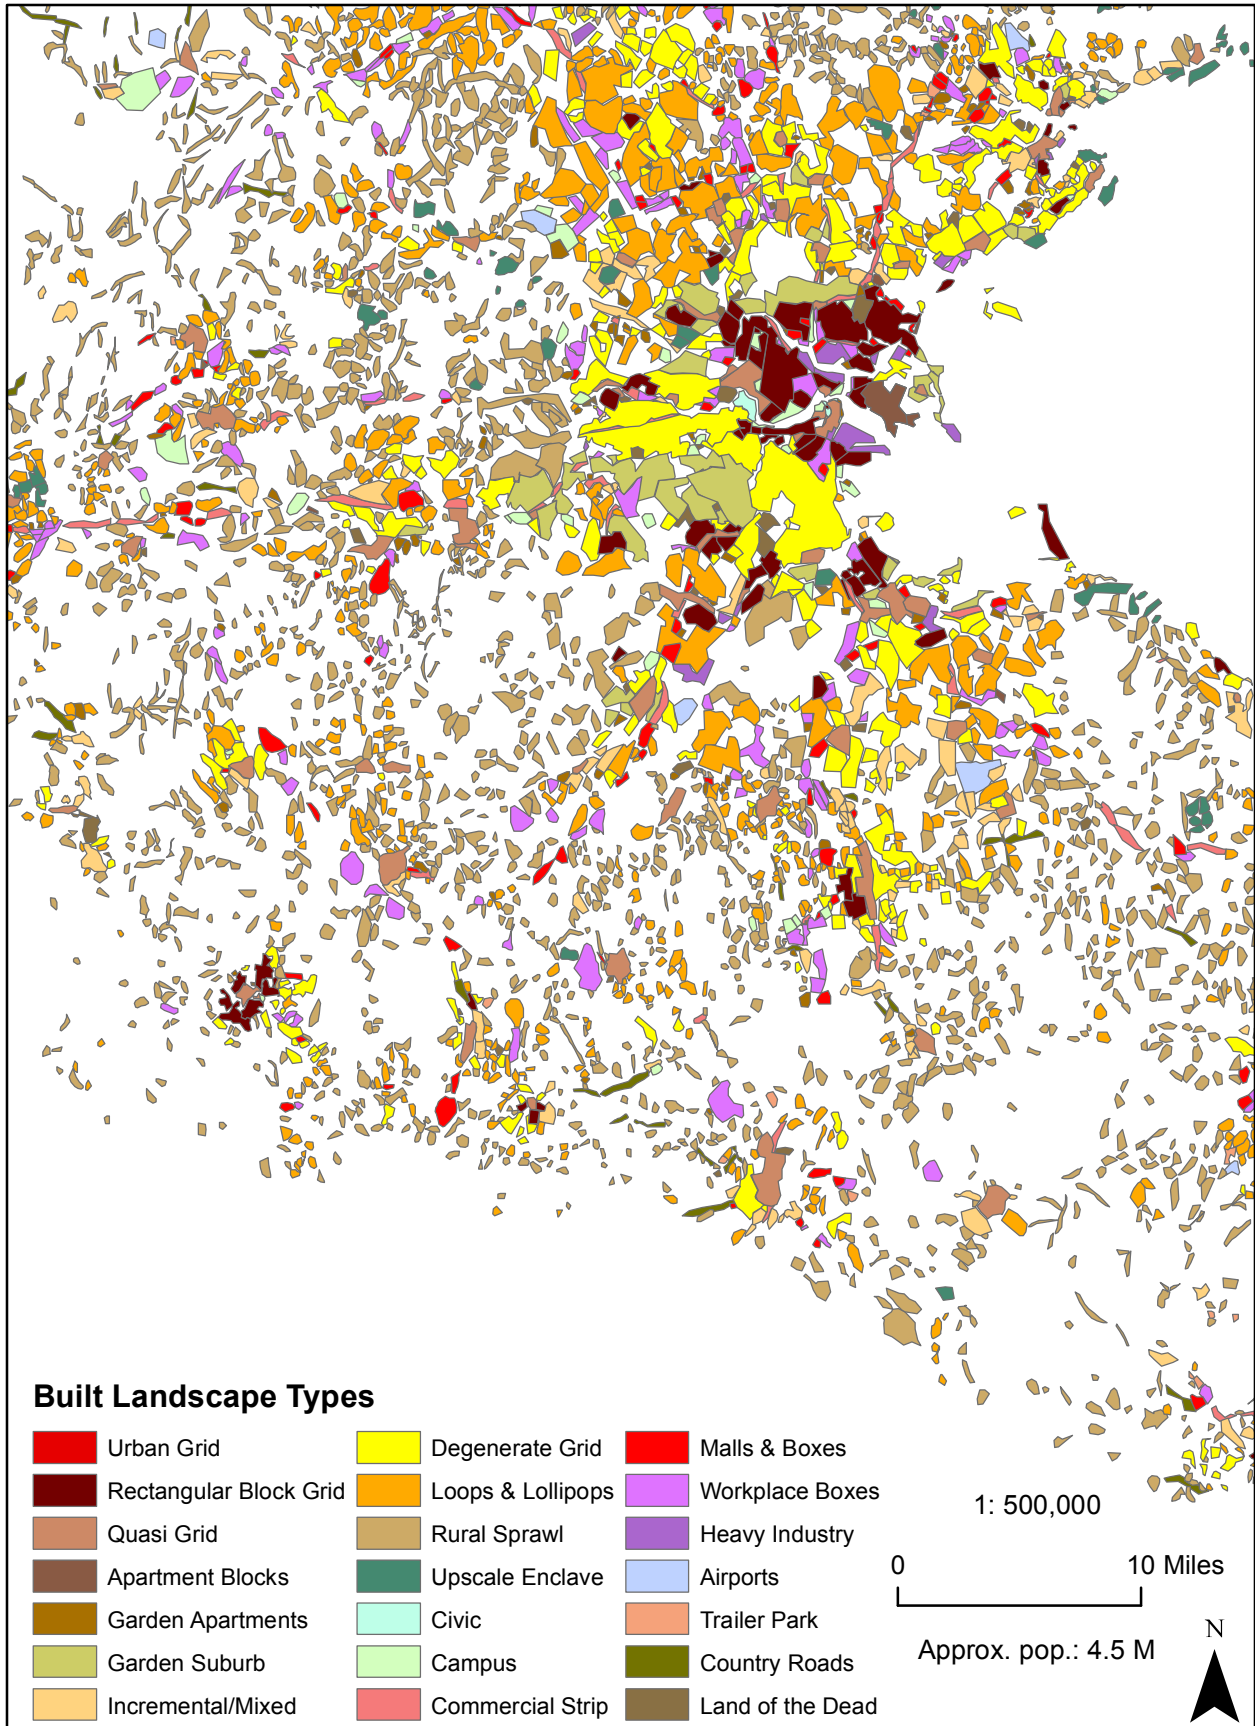 Built Landscape Types
Urban Grid
Rectangular Block Grid
Quasi Grid
Apartment Blocks
Garden Apartments
Garden Suburb
Incremental/Mixed
Degenerate Grid
Loops & Lollipops
Rural Sprawl
Upscale Enclave
Civic
Campus
Commercial Strip
Malls & Boxes
Workplace Boxes
Heavy Industry
Airports
Trailer Park
Country Roads
Land of the Dead
1: 500,000
0 10 Miles
Approx. pop.: 4.5 M
N